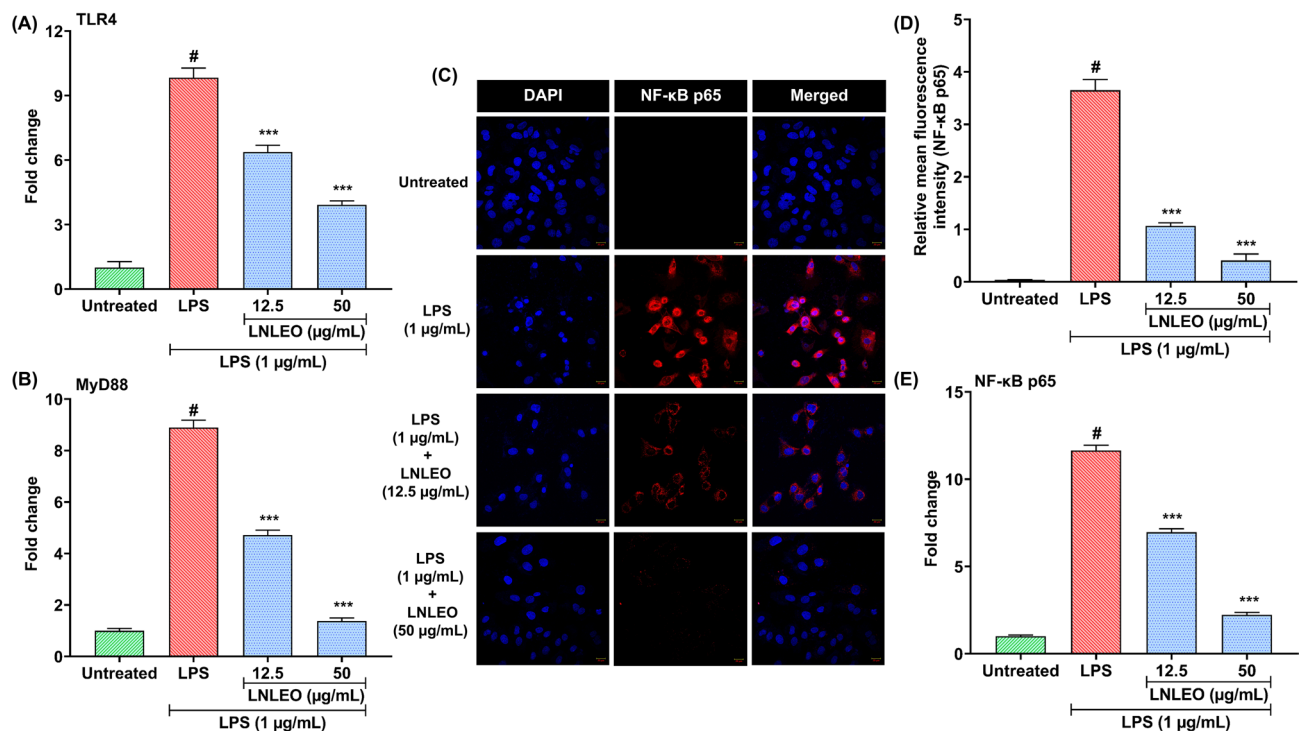 (A) TLR4
Fold change
12
9
6
3
0
#
***
***
Untreated LPS 12.5 50
LNLEO (µg/mL)
LPS (1 µg/mL)
(B) MyD88
Fold change
10
8
6
4
2
0
#
***
***
Untreated LPS 12.5 50
LNLEO (µg/mL)
LPS (1 µg/mL)
(C)
DAPI NF-κB p65 Merged
Untreated
LPS
(1 µg/mL)
LPS
(1 µg/mL)
+
LNLEO
(12.5 µg/mL)
LPS
(1 µg/mL)
+
LNLEO
(50 µg/mL)
(D)
Relative mean fluorescence
intensity (NF-κB p65)
5
4
3
2
1
0
#
***
***
Untreated LPS 12.5 50
LNLEO (µg/mL)
LPS (1 µg/mL)
(E) NF-κB p65
Fold change
15
10
5
0
#
***
***
Untreated LPS 12.5 50
LNLEO (µg/mL)
LPS (1 µg/mL)